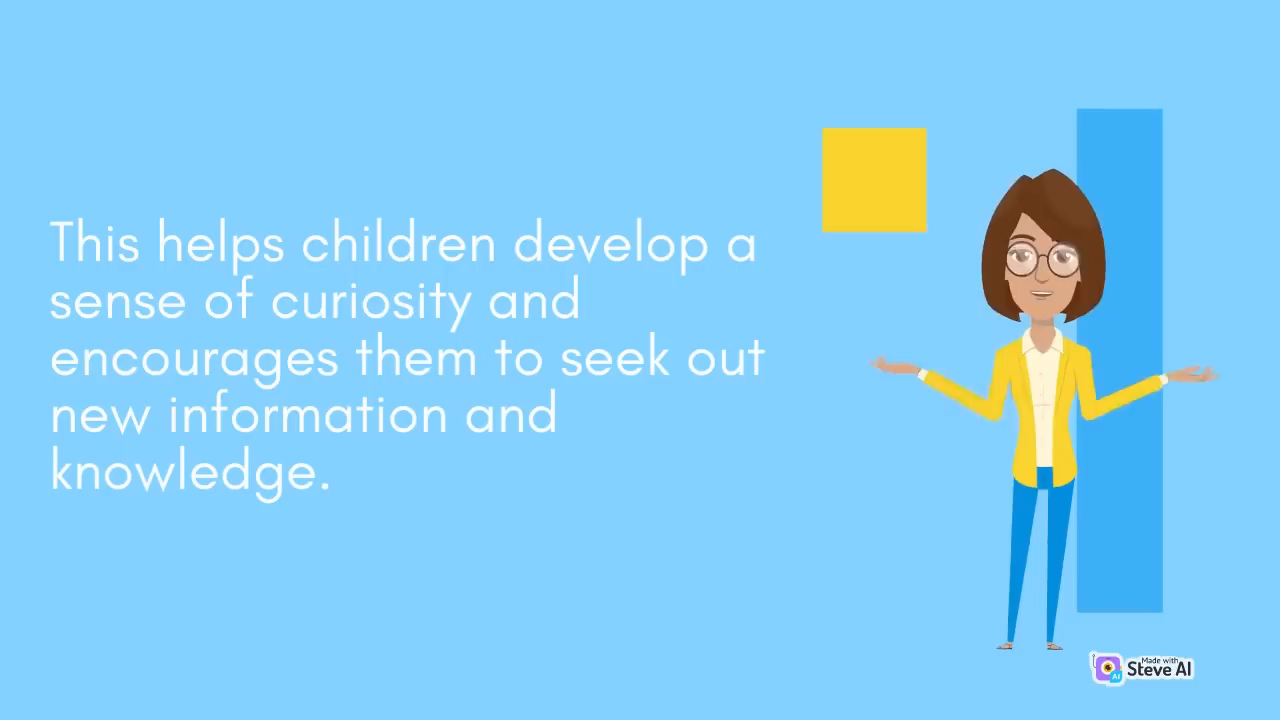 This helps children develop a
sense of curiosity and
encourages them to seek out
new information and
knowledge.
Made with
Steve AI
AI